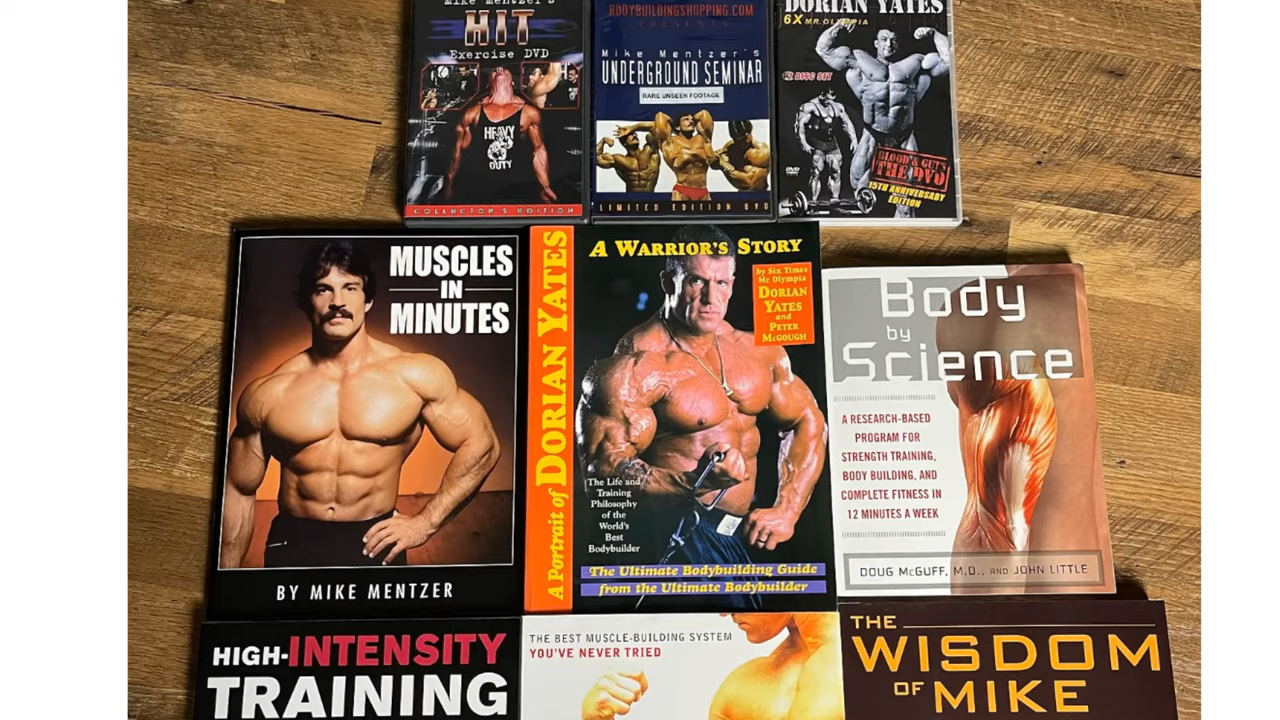 Mike Mentzer's
HIT
Exercise DVD
HEAVY
DUTY
COLLECTOR'S EDITION
BODYBUILDINGSHOPPING.COM
PRESENTS
Mike Mentzer's
UNDERGROUND SEMINAR
RARE UNSEEN FOOTAGE
LIMITED EDITION DVD
DORIAN YATES
6X MR. OLYMPIA
2 DISC SET
DVD
BLOOD & GUTS
THE DVD
15TH ANNIVERSARY
EDITION
MUSCLES
IN
MINUTES
BY MIKE MENTZER
A Portrait of DORIAN YATES
A WARRIOR'S STORY
by Six Times
Mr Olympia
DORIAN
YATES
and
PETER
MCGOUGH
The Life and
Training
Philosophy
of the
World's
Best
Bodybuilder
The Ultimate Bodybuilding Guide
from the Ultimate Bodybuilder
Body
by
Science
A RESEARCH-BASED
PROGRAM FOR
STRENGTH TRAINING,
BODY BUILDING, AND
COMPLETE FITNESS IN
12 MINUTES A WEEK
DOUG McGUFF, M.D., AND JOHN LITTLE
HIGH-INTENSITY
TRAINING
THE BEST MUSCLE-BUILDING SYSTEM
YOU'VE NEVER TRIED
THE
WISDOM
OF MIKE